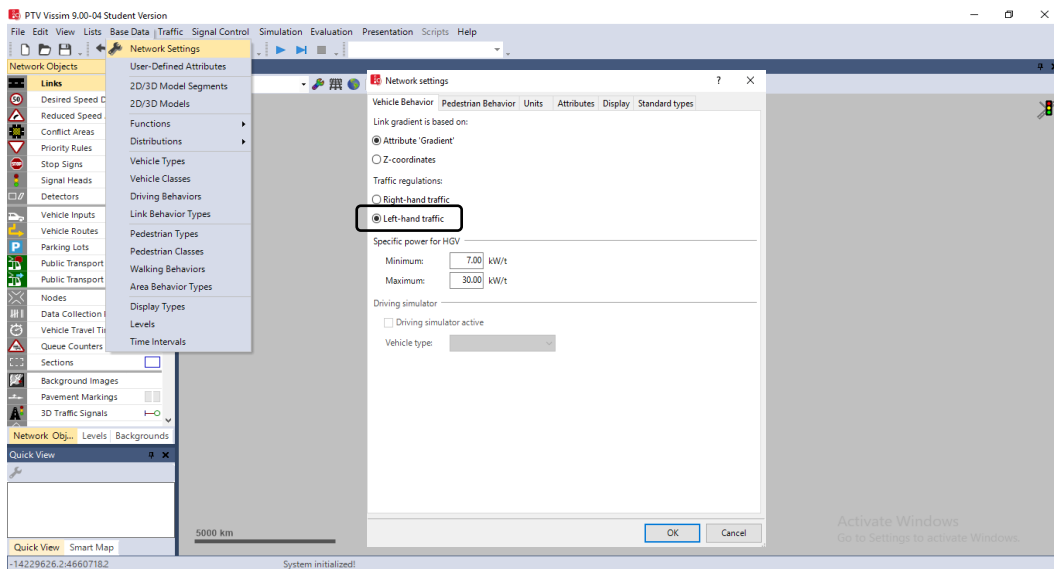 PTV Vissim 9.00-04 Student Version
File Edit View Lists Base Data Traffic Signal Control Simulation Evaluation Presentation Scripts Help
Network Objects
Links
Desired Speed D
Reduced Speed
Conflict Areas
Priority Rules
STOP Stop Signs
Signal Heads
Detectors
Vehicle Inputs
Vehicle Routes
P Parking Lots
Public Transport
Public Transport
Nodes
Data Collection
Vehicle Travel Ti
Queue Counters
Sections
Background Images
Pavement Markings
3D Traffic Signals
Network Obj... Levels Backgrounds
Quick View
Quick View Smart Map
Network Settings
User-Defined Attributes
2D/3D Model Segments
2D/3D Models
Functions
Distributions
Vehicle Types
Vehicle Classes
Driving Behaviors
Link Behavior Types
Pedestrian Types
Pedestrian Classes
Walking Behaviors
Area Behavior Types
Display Types
Levels
Time Intervals
Network settings ?
Vehicle Behavior Pedestrian Behavior Units Attributes Display Standard types
Link gradient is based on:
Attribute 'Gradient'
Z-coordinates
Traffic regulations:
Right-hand traffic
Left-hand traffic
Specific power for HGV
Minimum: 7.00 kW/t
Maximum: 30.00 kW/t
Driving simulator
Driving simulator active
Vehicle type:
OK Cancel
5000 km
Activate Windows
Go to Settings to activate Windows.
-14229626.2:4660718.2 System initialized!